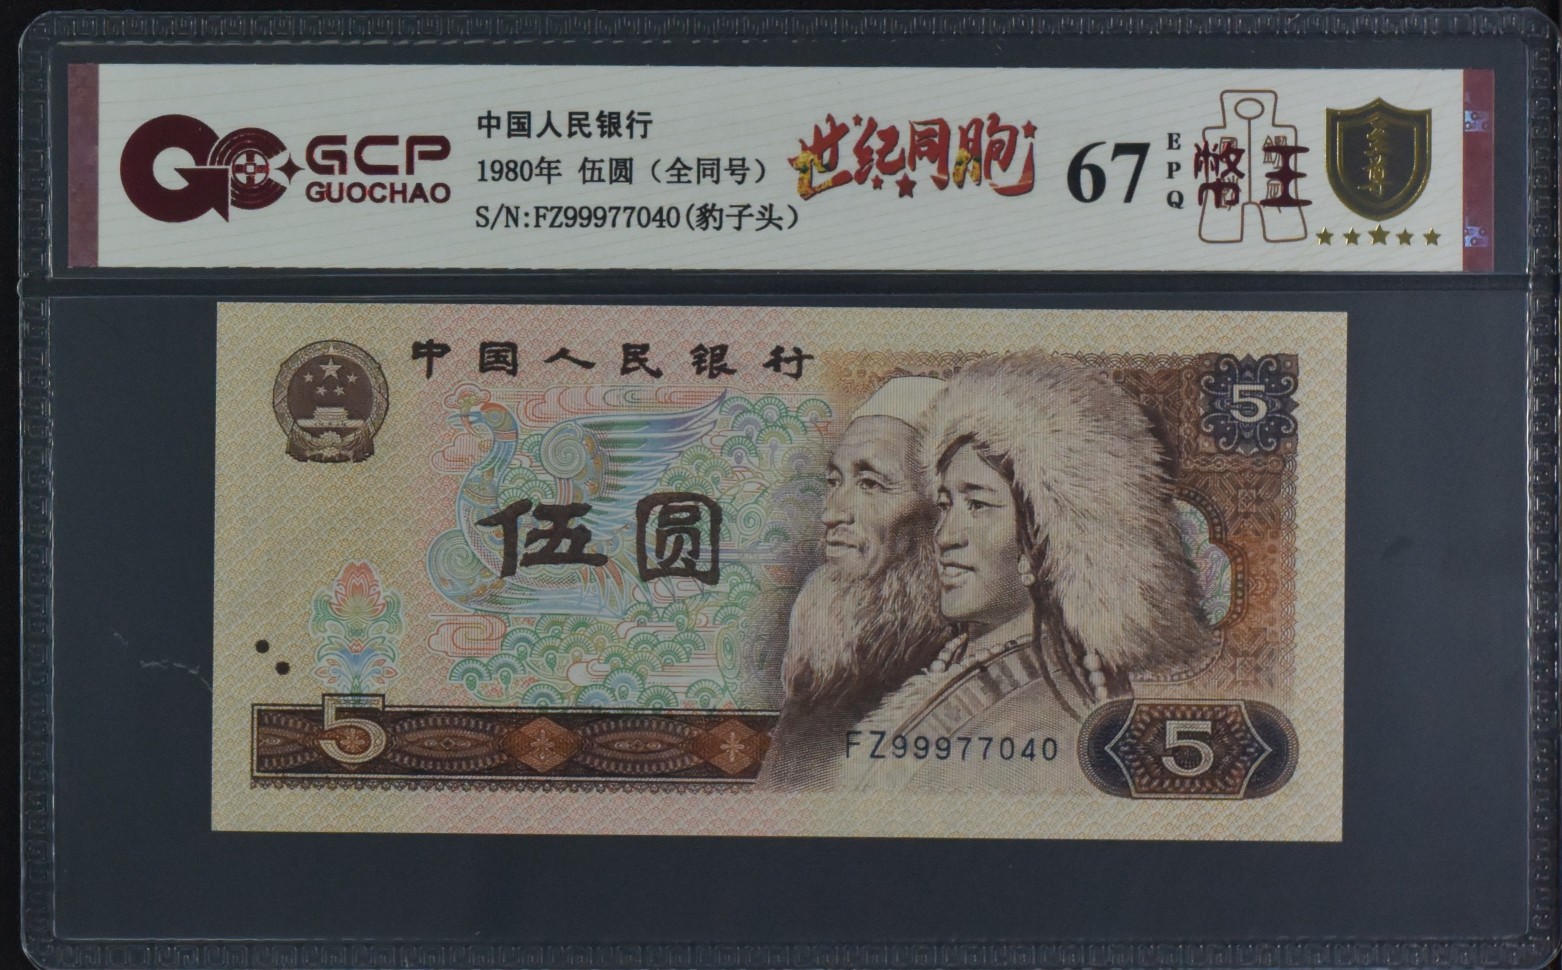 GCP
GUOCHAO
中国人民银行
1980年 伍圆（全同号）
S/N:FZ99977040(豹子头）
世纪同胞
67
EPQ
幣王
中国人民银行
5
伍圆
5
FZ99977040
5